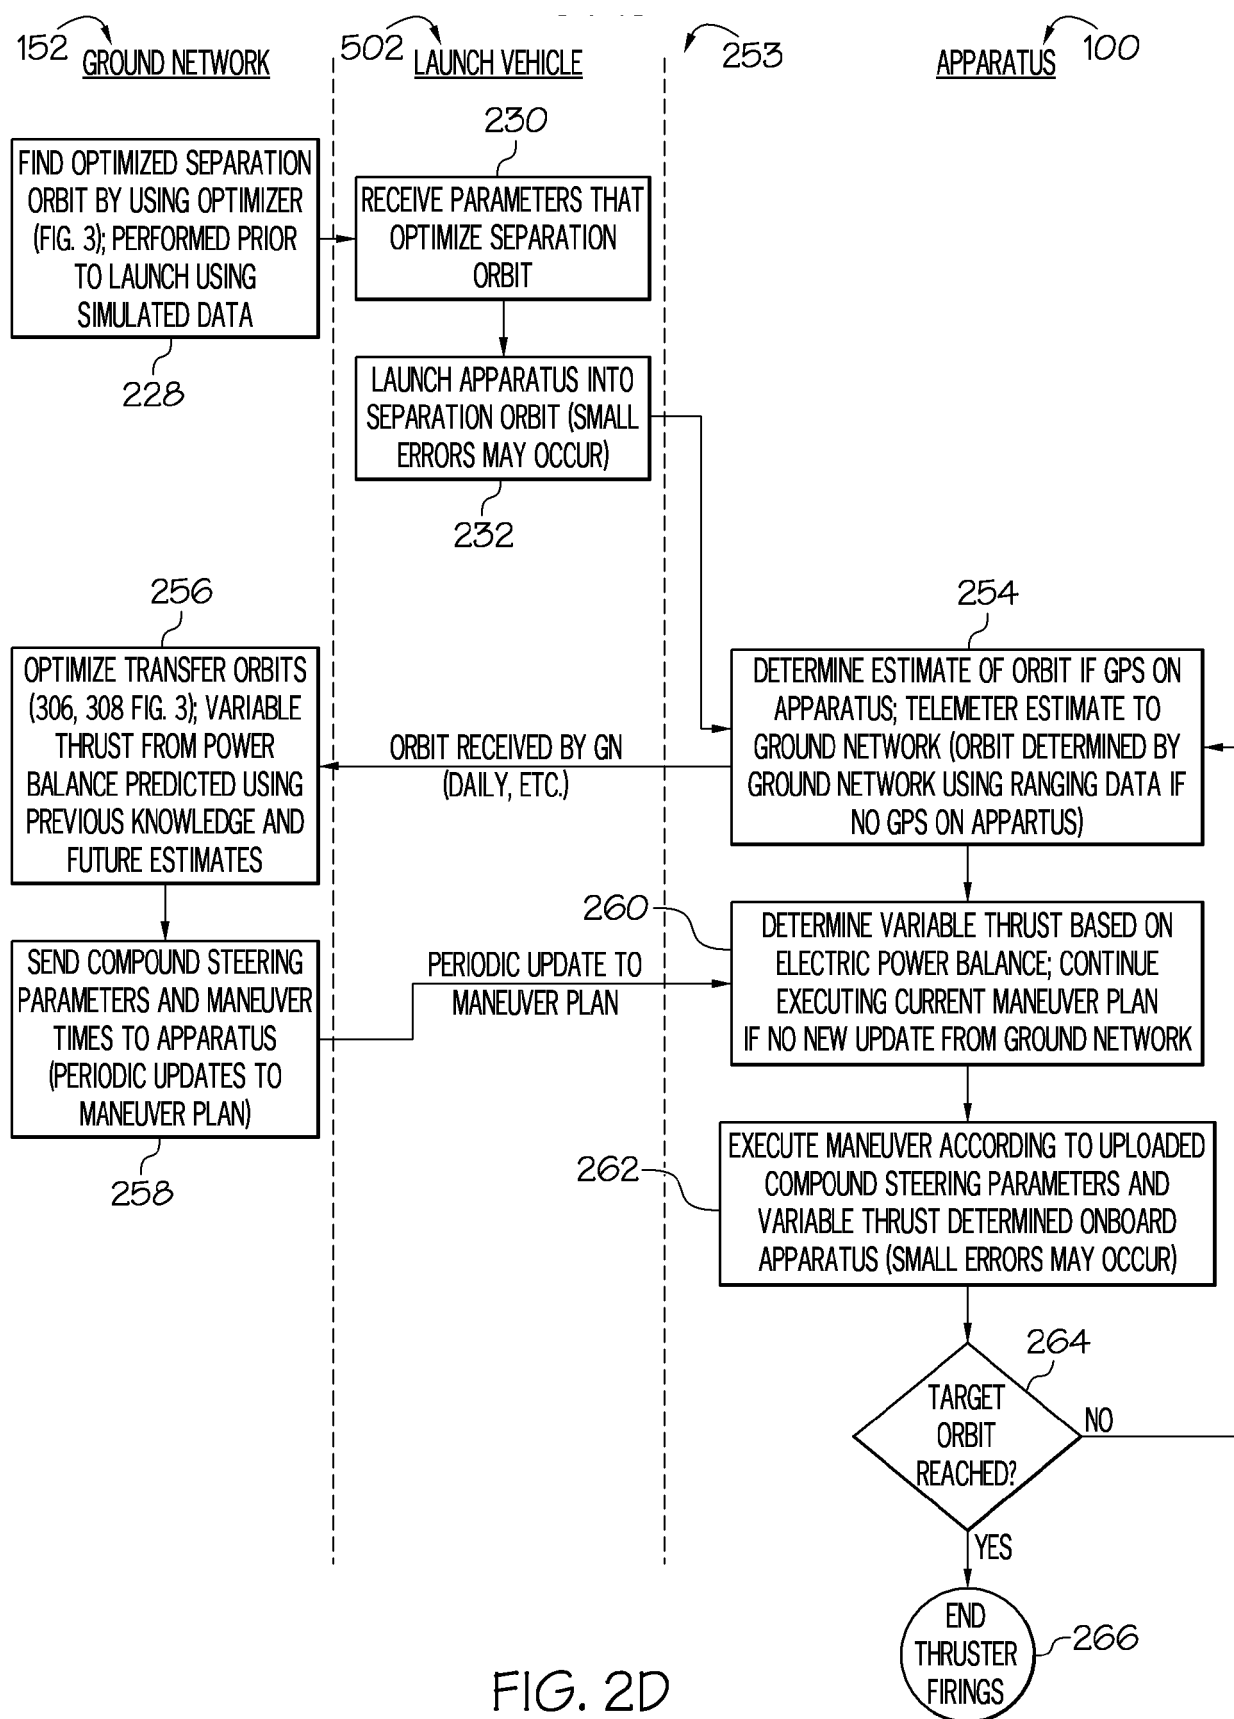 152
GROUND NETWORK
502
LAUNCH VEHICLE
253
APPARATUS
100
FIND OPTIMIZED SEPARATION
ORBIT BY USING OPTIMIZER
(FIG. 3); PERFORMED PRIOR
TO LAUNCH USING
SIMULATED DATA
228
230
RECEIVE PARAMETERS THAT
OPTIMIZE SEPARATION
ORBIT
LAUNCH APPARATUS INTO
SEPARATION ORBIT (SMALL
ERRORS MAY OCCUR)
232
256
OPTIMIZE TRANSFER ORBITS
(306, 308 FIG. 3); VARIABLE
THRUST FROM POWER
BALANCE PREDICTED USING
PREVIOUS KNOWLEDGE AND
FUTURE ESTIMATES
ORBIT RECEIVED BY GN
(DAILY, ETC.)
254
DETERMINE ESTIMATE OF ORBIT IF GPS ON
APPARATUS; TELEMETER ESTIMATE TO
GROUND NETWORK (ORBIT DETERMINED BY
GROUND NETWORK USING RANGING DATA IF
NO GPS ON APPARTUS)
SEND COMPOUND STEERING
PARAMETERS AND MANEUVER
TIMES TO APPARATUS
(PERIODIC UPDATES TO
MANEUVER PLAN)
258
PERIODIC UPDATE TO
MANEUVER PLAN
260
DETERMINE VARIABLE THRUST BASED ON
ELECTRIC POWER BALANCE; CONTINUE
EXECUTING CURRENT MANEUVER PLAN
IF NO NEW UPDATE FROM GROUND NETWORK
262
EXECUTE MANEUVER ACCORDING TO UPLOADED
COMPOUND STEERING PARAMETERS AND
VARIABLE THRUST DETERMINED ONBOARD
APPARATUS (SMALL ERRORS MAY OCCUR)
264
TARGET
ORBIT
REACHED?
NO
YES
END
THRUSTER
FIRINGS
266
FIG. 2D